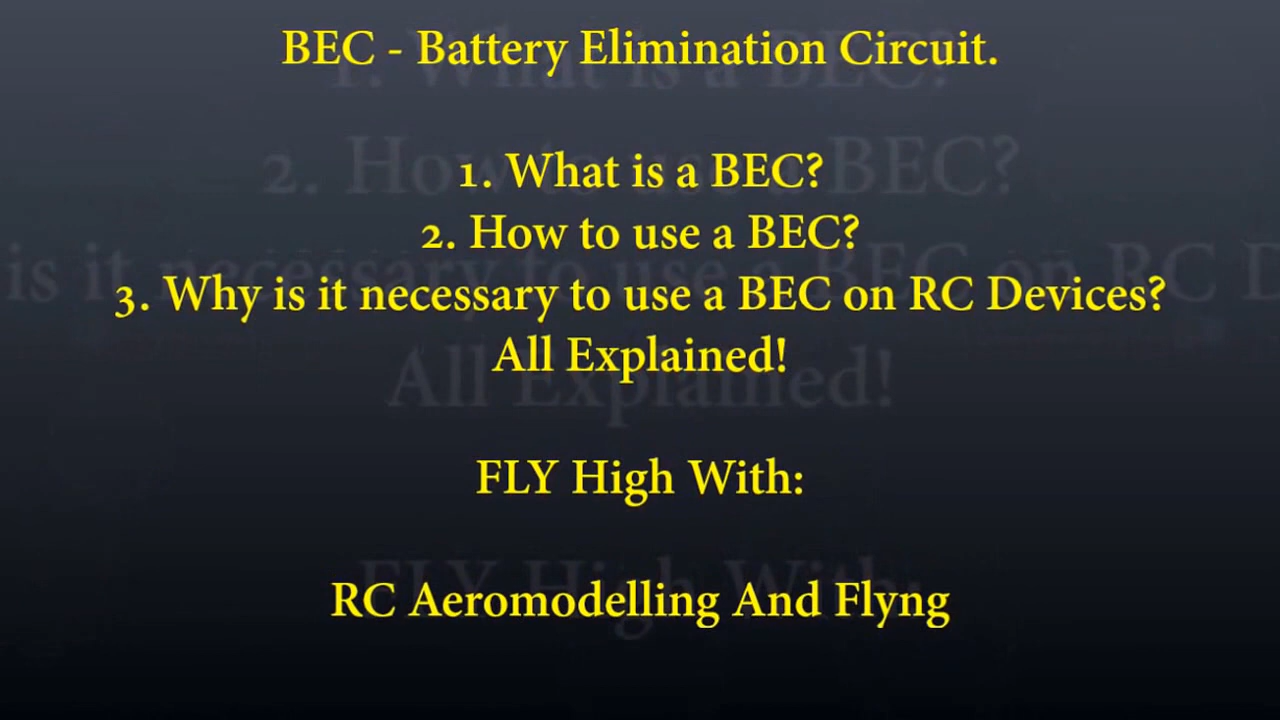 BEC - Battery Elimination Circuit.
1. What is a BEC?
2. How to use a BEC?
3. Why is it necessary to use a BEC on RC Devices?
All Explained!
FLY High With:
RC Aeromodelling And Flyng